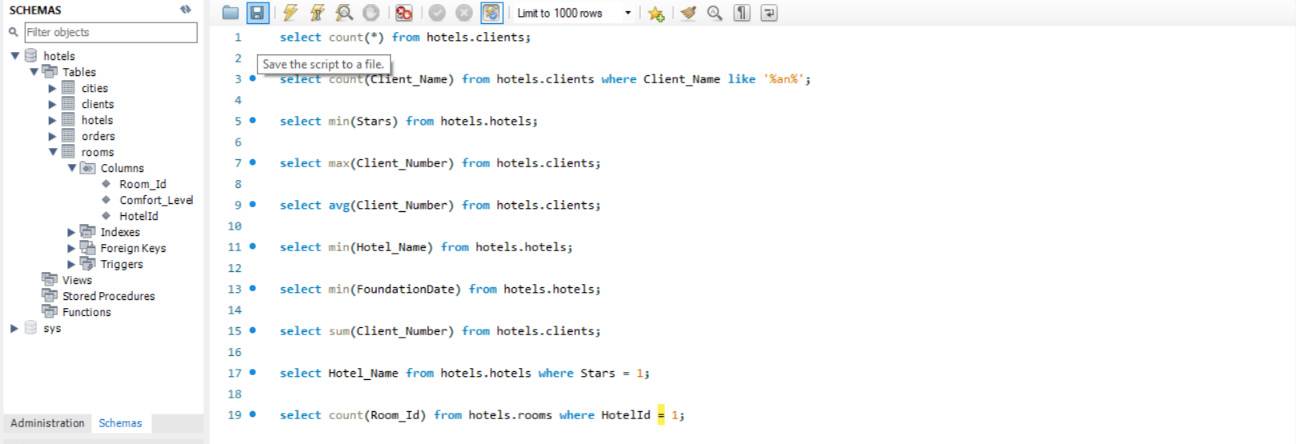 SCHEMAS
Filter objects
hotels
Tables
cities
clients
hotels
orders
rooms
Columns
Room_Id
Comfort_Level
HotelId
Indexes
Foreign Keys
Triggers
Views
Stored Procedures
Functions
sys
Administration Schemas
Limit to 1000 rows
1 select count(*) from hotels.clients;
2
Save the script to a file.
3 select count(Client_Name) from hotels.clients where Client_Name like '%an%';
4
5 select min(Stars) from hotels.hotels;
6
7 select max(Client_Number) from hotels.clients;
8
9 select avg(Client_Number) from hotels.clients;
10
11 select min(Hotel_Name) from hotels.hotels;
12
13 select min(FoundationDate) from hotels.hotels;
14
15 select sum(Client_Number) from hotels.clients;
16
17 select Hotel_Name from hotels.hotels where Stars = 1;
18
19 select count(Room_Id) from hotels.rooms where HotelId = 1;